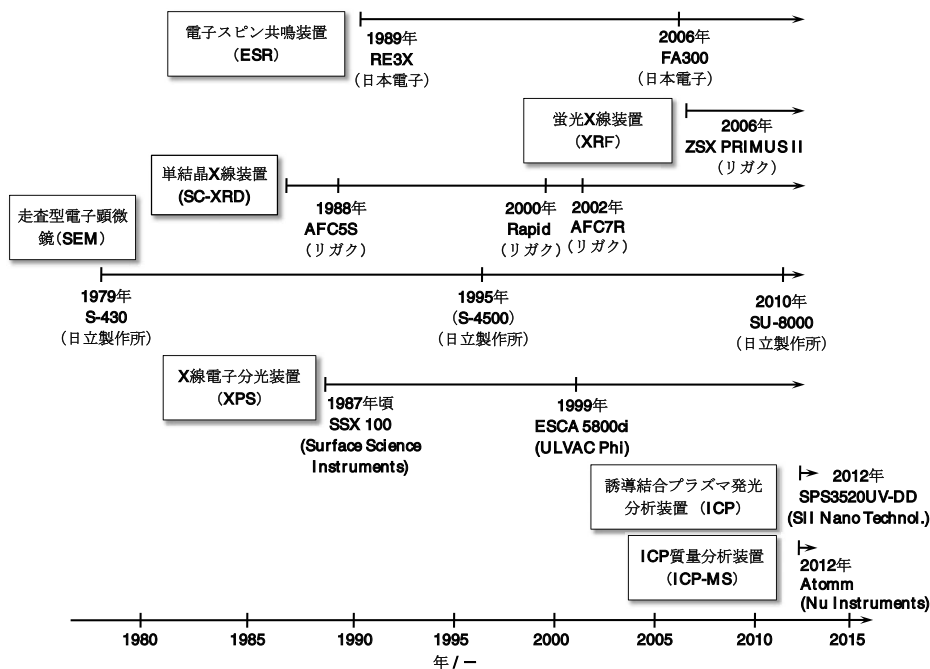 電子スピン共鳴装置
（ESR）
1989年
RE3X
（日本電子）
2006年
FA300
（日本電子）
蛍光X線装置
（XRF）
2006年
ZSX PRIMUS II
（リガク）
単結晶X線装置
(SC-XRD)
1988年
AFC5S
（リガク）
2000年
Rapid
（リガク）
2002年
AFC7R
（リガク）
走査型電子顕微
鏡(SEM)
1979年
S-430
（日立製作所）
1995年
（S-4500）
（日立製作所）
2010年
SU-8000
（日立製作所）
X線電子分光装置
（XPS）
1987年頃
SSX 100
(Surface Science
Instruments)
1999年
ESCA 5800ci
(ULVAC Phi)
誘導結合プラズマ発光
分析装置（ICP）
2012年
SPS3520UV-DD
(SII Nano Technol.)
ICP質量分析装置
（ICP-MS）
2012年
Atomm
(Nu Instruments)
1980 1985 1990 1995 2000 2005 2010 2015
年 / －